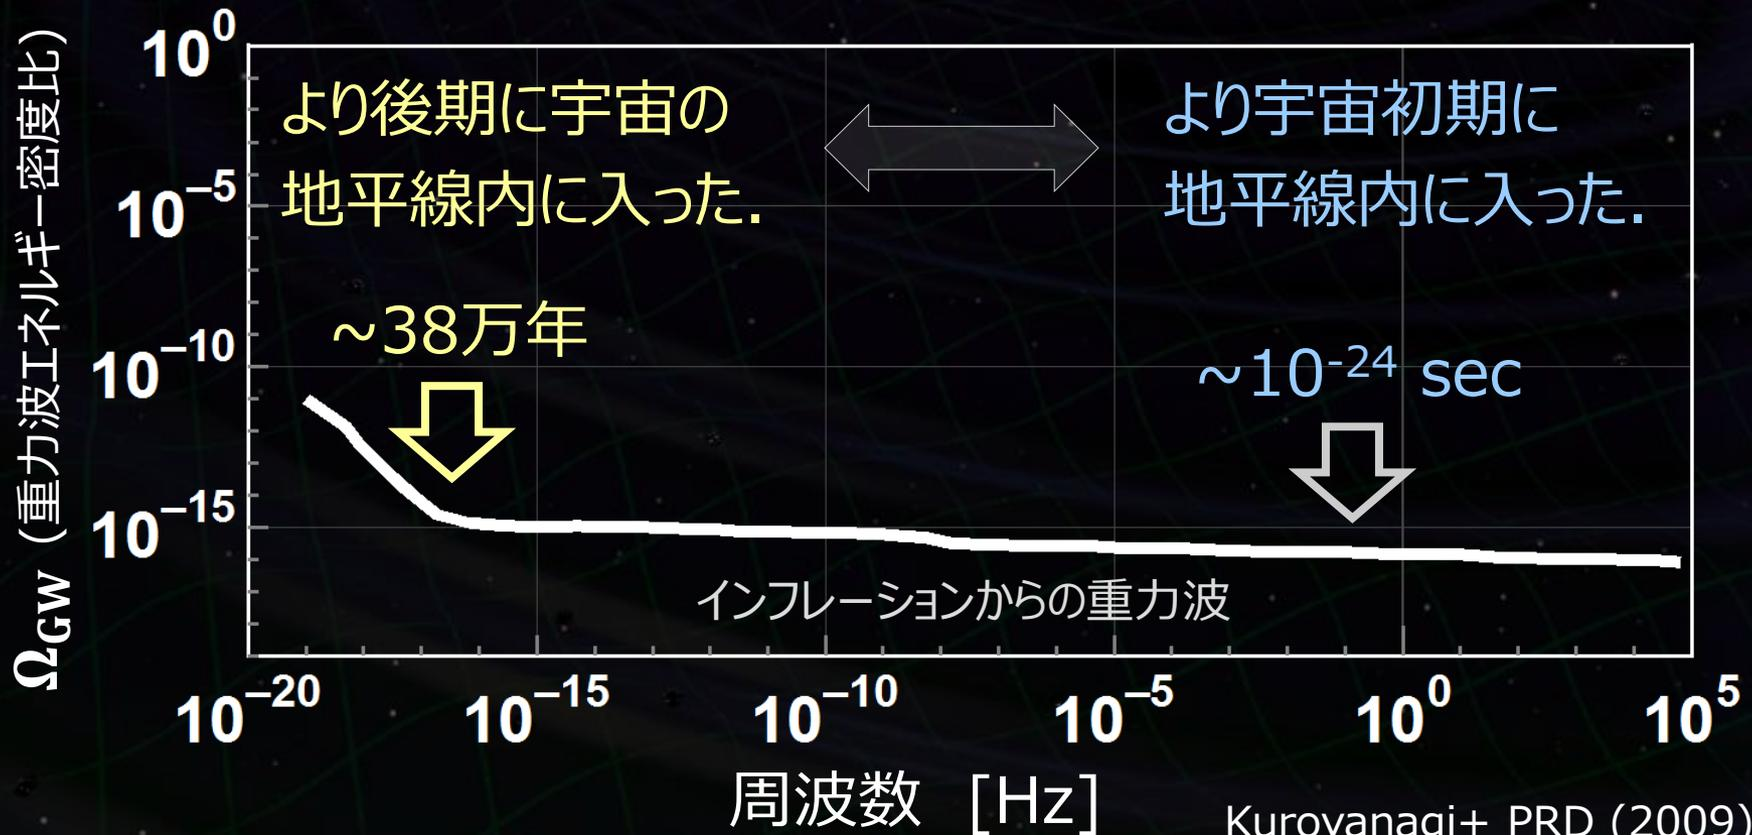 Ω_GW (重力波エネルギー密度比)
10^0
10^−5
10^−10
10^−15
より後期に宇宙の
地平線内に入った.
より宇宙初期に
地平線内に入った.
~38万年
~10^-24 sec
インフレーションからの重力波
10^−20 10^−15 10^−10 10^−5 10^0 10^5
周波数 [Hz]
Kuroyanagi+ PRD (2009)